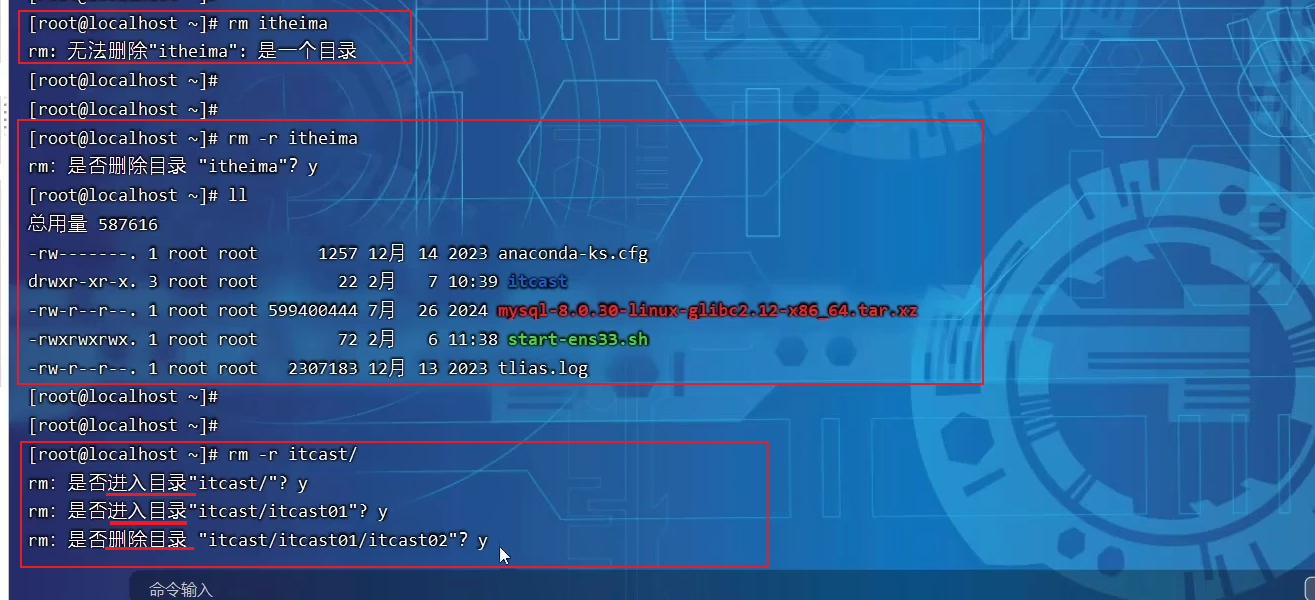 [root@localhost ~]# rm itheima
rm: 无法删除"itheima": 是一个目录
[root@localhost ~]#
[root@localhost ~]#
[root@localhost ~]# rm -r itheima
rm：是否删除目录 "itheima"？y
[root@localhost ~]# ll
总用量 587616
-rw-------. 1 root root      1257 12月 14 2023 anaconda-ks.cfg
drwxr-xr-x. 3 root root        22 2月   7 10:39 itcast
-rw-r--r--. 1 root root 599400444 7月  26 2024 mysql-8.0.30-linux-glibc2.12-x86_64.tar.xz
-rwxrwxrwx. 1 root root        72 2月   6 11:38 start-ens33.sh
-rw-r--r--. 1 root root   2307183 12月 13 2023 tlias.log
[root@localhost ~]#
[root@localhost ~]#
[root@localhost ~]# rm -r itcast/
rm：是否进入目录"itcast/"? y
rm：是否进入目录"itcast/itcast01"? y
rm：是否删除目录 "itcast/itcast01/itcast02"？y
命令输入